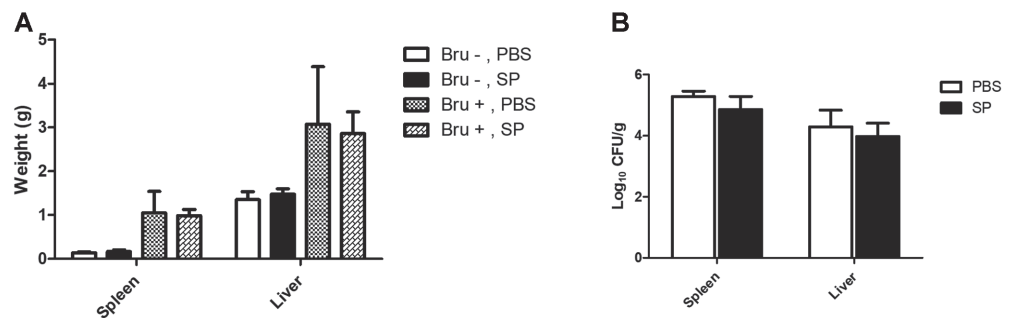 A
Weight (g)
5
4
3
2
1
0
Spleen
Liver
Bru - , PBS
Bru - , SP
Bru + , PBS
Bru + , SP
B
Log₁₀ CFU/g
6
4
2
0
Spleen
Liver
PBS
SP